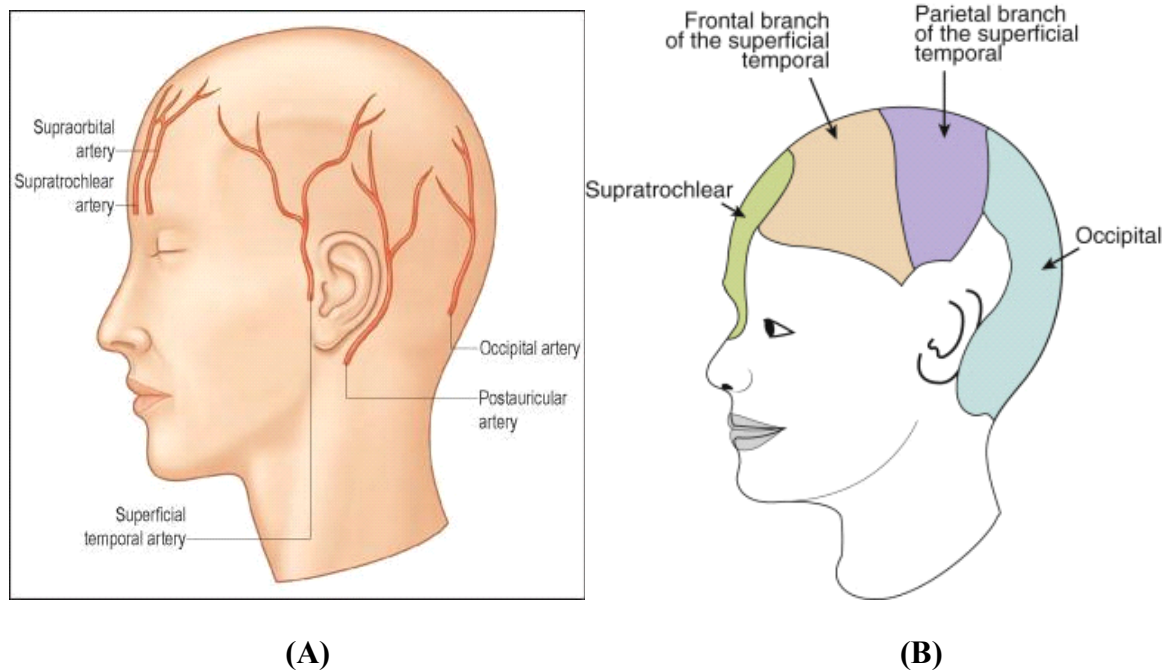 Supraorbital
artery
Supratrochlear
artery
Superficial
temporal artery
Occipital artery
Postauricular
artery
(A)
Frontal branch
of the superficial
temporal
Parietal branch
of the superficial
temporal
Supratrochlear
Occipital
(B)